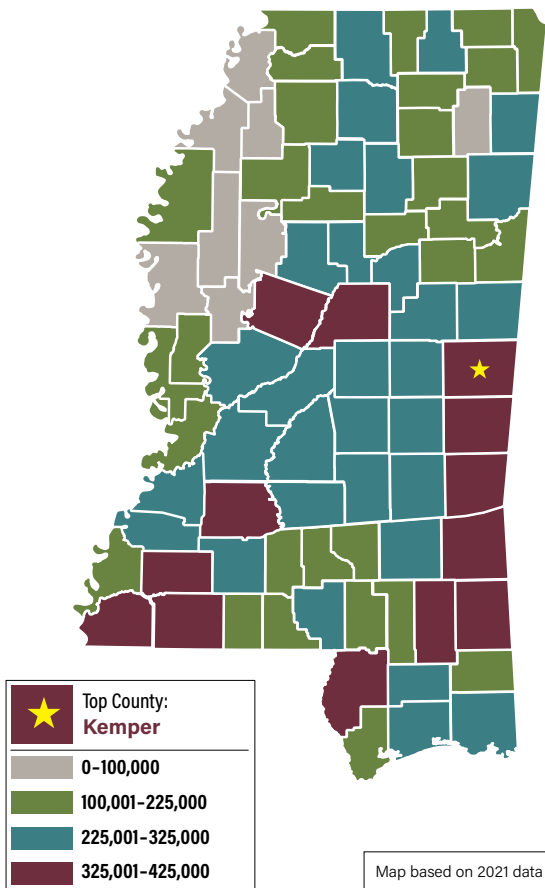 Top County:
Kemper
0–100,000
100,001–225,000
225,001–325,000
325,001–425,000
Map based on 2021 data